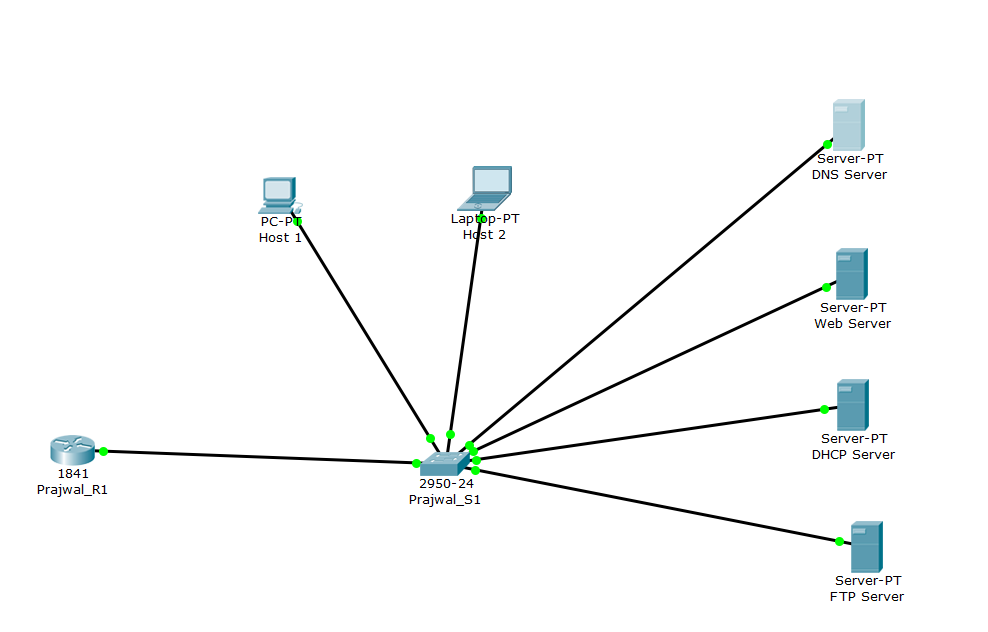 Server-PT
DNS Server
PC-PT
Host 1
Laptop-PT
Host 2
Server-PT
Web Server
Server-PT
DHCP Server
1841
Prajwal_R1
2950-24
Prajwal_S1
Server-PT
FTP Server